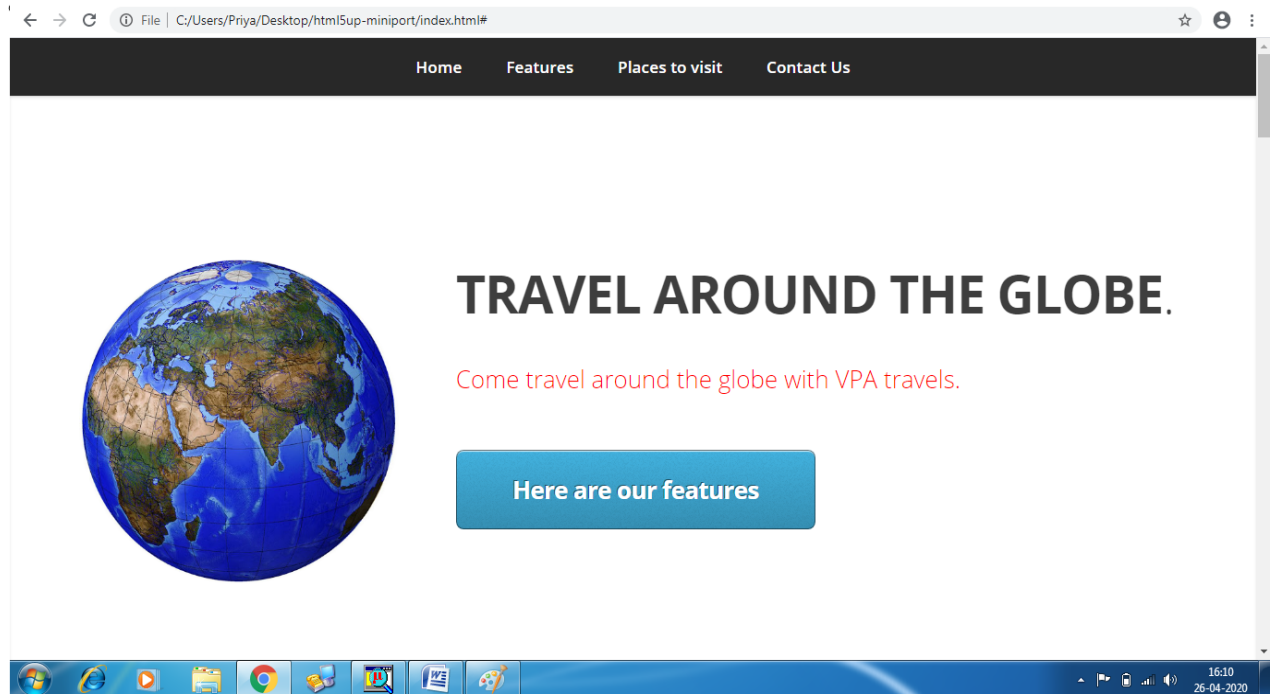 File | C:/Users/Priya/Desktop/html5up-miniport/index.html#
Home Features Places to visit Contact Us
TRAVEL AROUND THE GLOBE.
Come travel around the globe with VPA travels.
Here are our features
16:10
26-04-2020